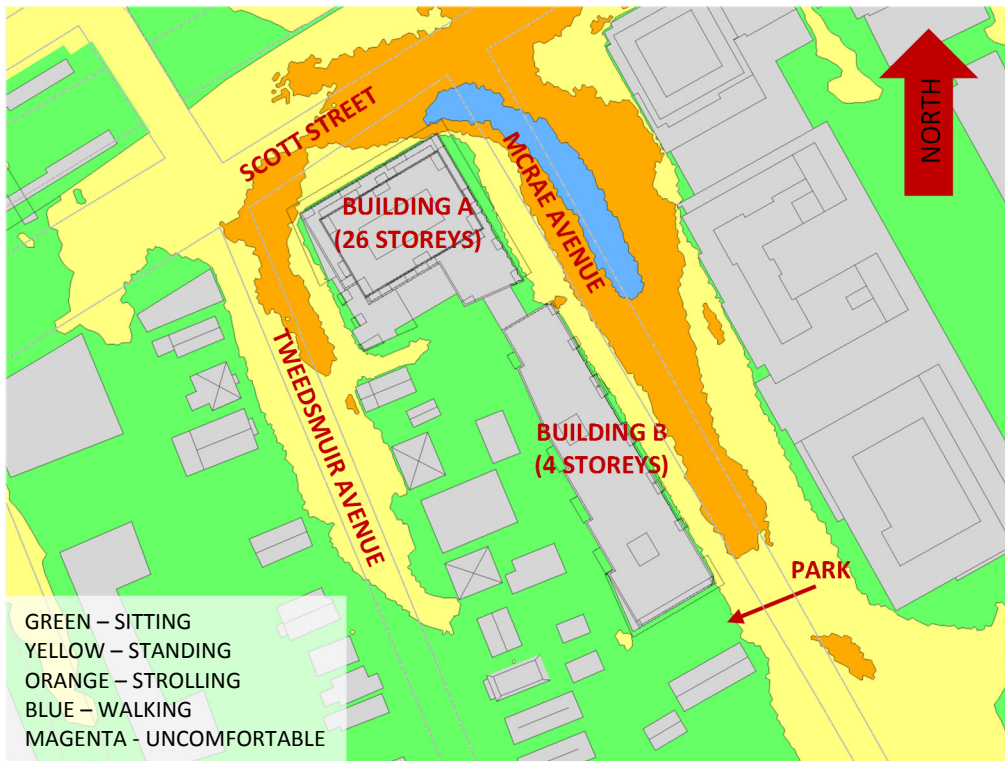 NORTH
SCOTT STREET
MCRAE AVENUE
BUILDING A
(26 STOREYS)
TWEEDSMUIR AVENUE
BUILDING B
(4 STOREYS)
PARK
GREEN – SITTING
YELLOW – STANDING
ORANGE – STROLLING
BLUE – WALKING
MAGENTA - UNCOMFORTABLE